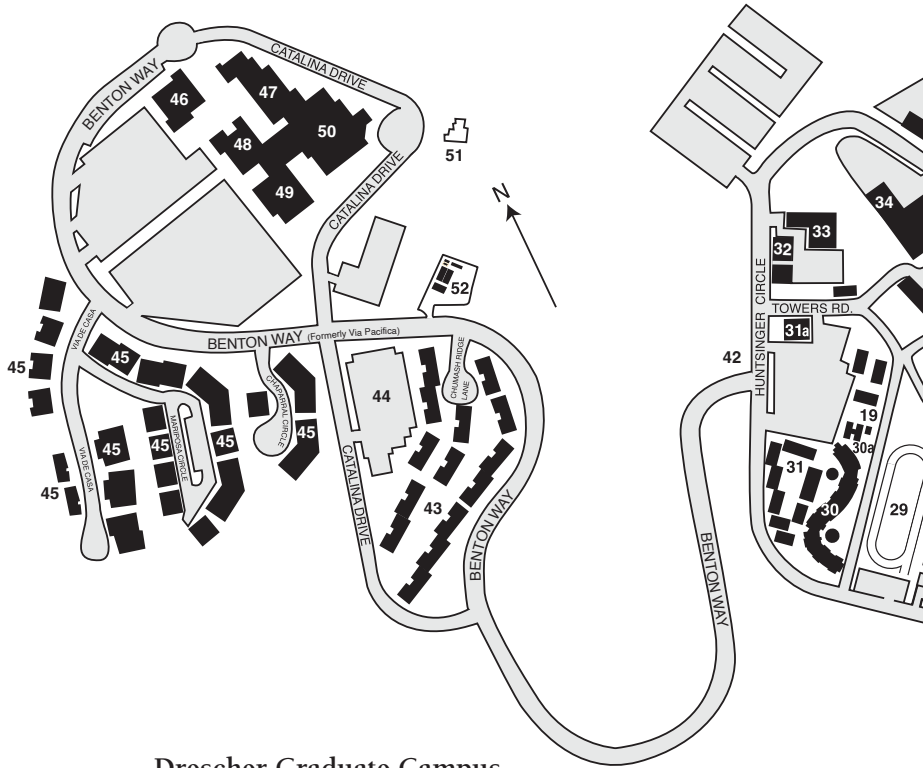 CATALINA DRIVE
BENTON WAY
46
47
48
50
49
51
CATALINA DRIVE
N
34
33
32
52
HUNTSINGER CIRCLE
TOWERS RD.
31a
VIA DE CASA
BENTON WAY (Formerly Via Pacifica)
45
45
42
CHUMASH RIDGE
LANE
44
CHAPARRAL CIRCLE
19
30a
MARIPOSA CIRCLE
45
45
45
45
45
VIA DE CASA
CATALINA DRIVE
31
43
30
29
BENTON WAY
BENTON WAY
Drescher Graduate Campus